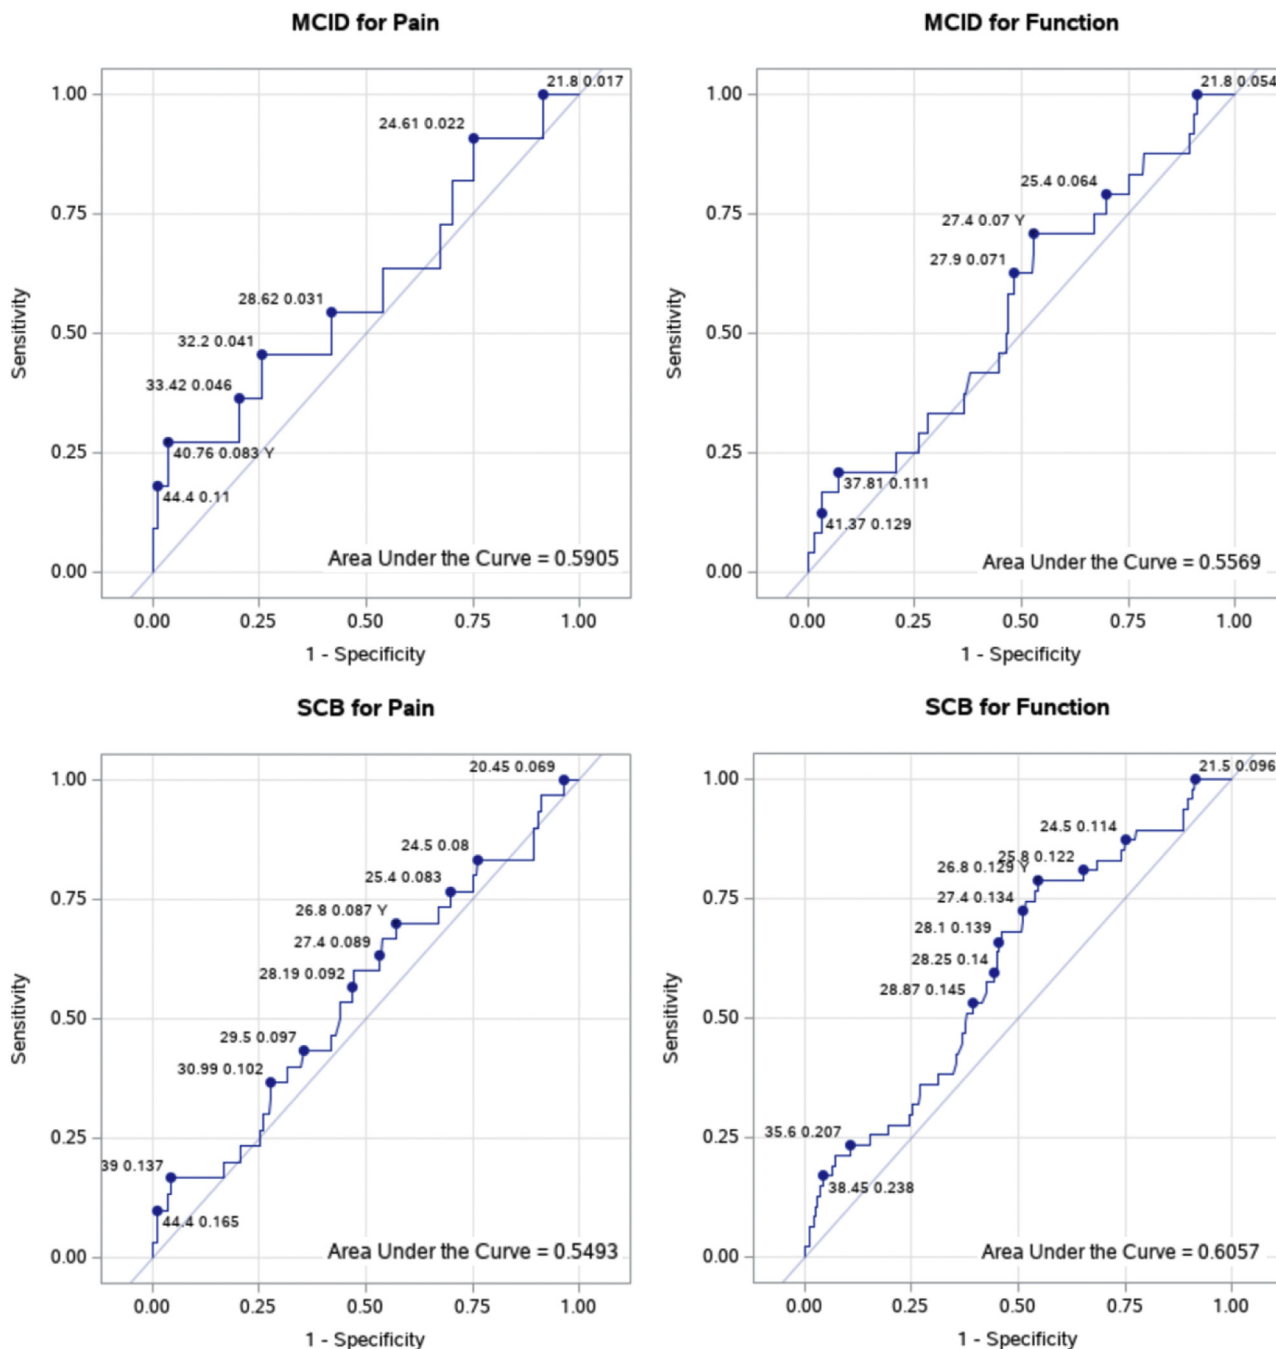 MCID for Pain
1.00
0.75
0.50
0.25
0.00
Sensitivity
21.8 0.017
24.61 0.022
28.62 0.031
32.2 0.041
33.42 0.046
40.76 0.083 Y
44.4 0.11
Area Under the Curve = 0.5905
0.00 0.25 0.50 0.75 1.00
1 - Specificity
MCID for Function
1.00
0.75
0.50
0.25
0.00
Sensitivity
21.8 0.054
25.4 0.064
27.4 0.07 Y
27.9 0.071
37.81 0.111
41.37 0.129
Area Under the Curve = 0.5569
0.00 0.25 0.50 0.75 1.00
1 - Specificity
SCB for Pain
1.00
0.75
0.50
0.25
0.00
Sensitivity
20.45 0.069
24.5 0.08
25.4 0.083
26.8 0.087 Y
27.4 0.089
28.19 0.092
29.5 0.097
30.99 0.102
39 0.137
44.4 0.165
Area Under the Curve = 0.5493
0.00 0.25 0.50 0.75 1.00
1 - Specificity
SCB for Function
1.00
0.75
0.50
0.25
0.00
Sensitivity
21.5 0.096
24.5 0.114
25.8 0.122
26.8 0.129 Y
27.4 0.134
28.1 0.139
28.25 0.14
28.87 0.145
35.6 0.207
38.45 0.238
Area Under the Curve = 0.6057
0.00 0.25 0.50 0.75 1.00
1 - Specificity